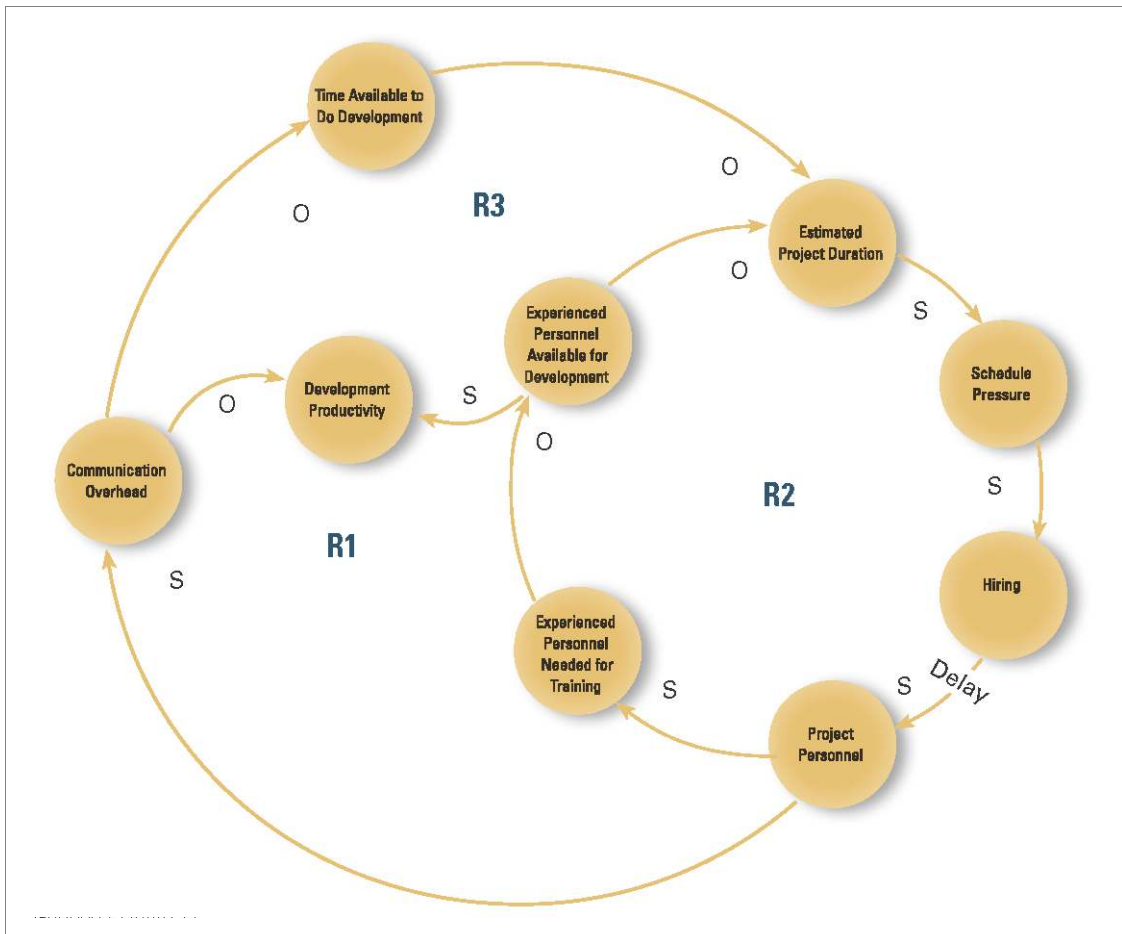 Time Available to
Do Development
O
O
R3
Estimated
Project Duration
O
S
Experienced
Personnel
Available for
Development
Schedule
Pressure
Development
Productivity
S
O
O
Communication
Overhead
S
R2
R1
S
Hiring
Experienced
Personnel
Needed for
Training
S
S
Delay
Project
Personnel